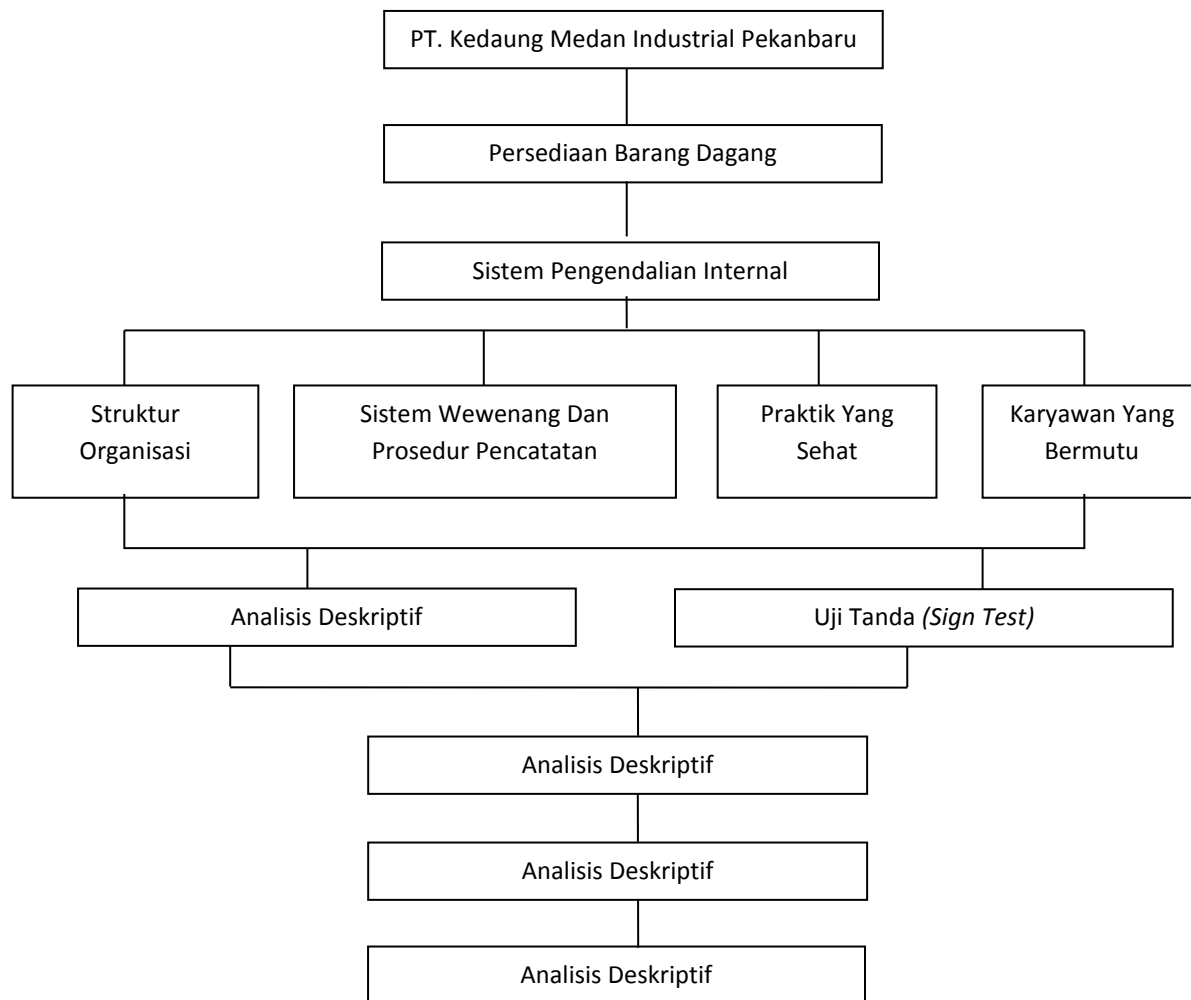 PT. Kedaung Medan Industrial Pekanbaru
Persediaan Barang Dagang
Sistem Pengendalian Internal
Struktur
Organisasi
Sistem Wewenang Dan
Prosedur Pencatatan
Praktik Yang
Sehat
Karyawan Yang
Bermutu
Analisis Deskriptif
Uji Tanda (Sign Test)
Analisis Deskriptif
Analisis Deskriptif
Analisis Deskriptif